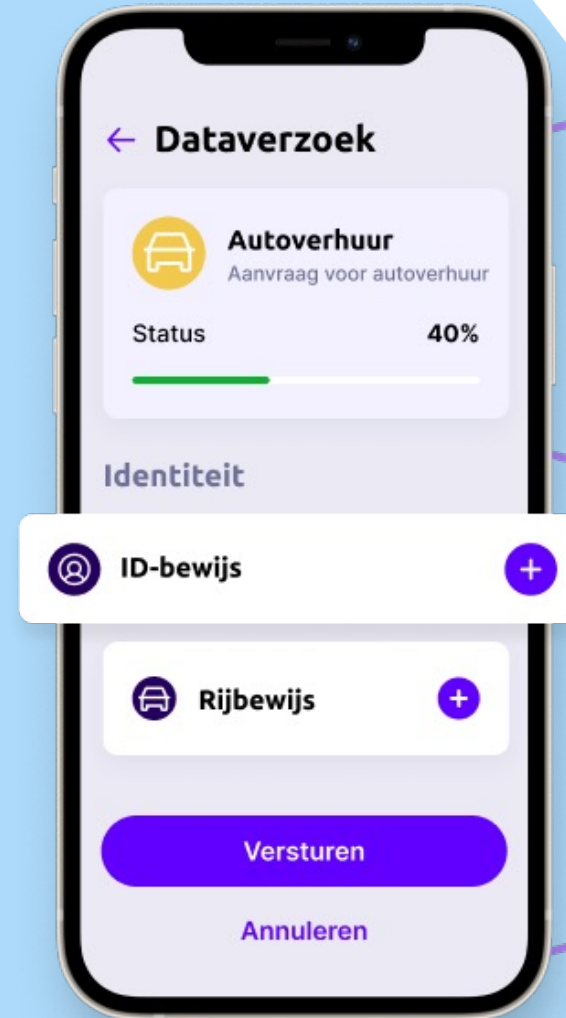 ← Dataverzoek
Autoverhuur
Aanvraag voor autoverhuur
Status 40%
Identiteit
ID-bewijs +
Rijbewijs +
Versturen
Annuleren